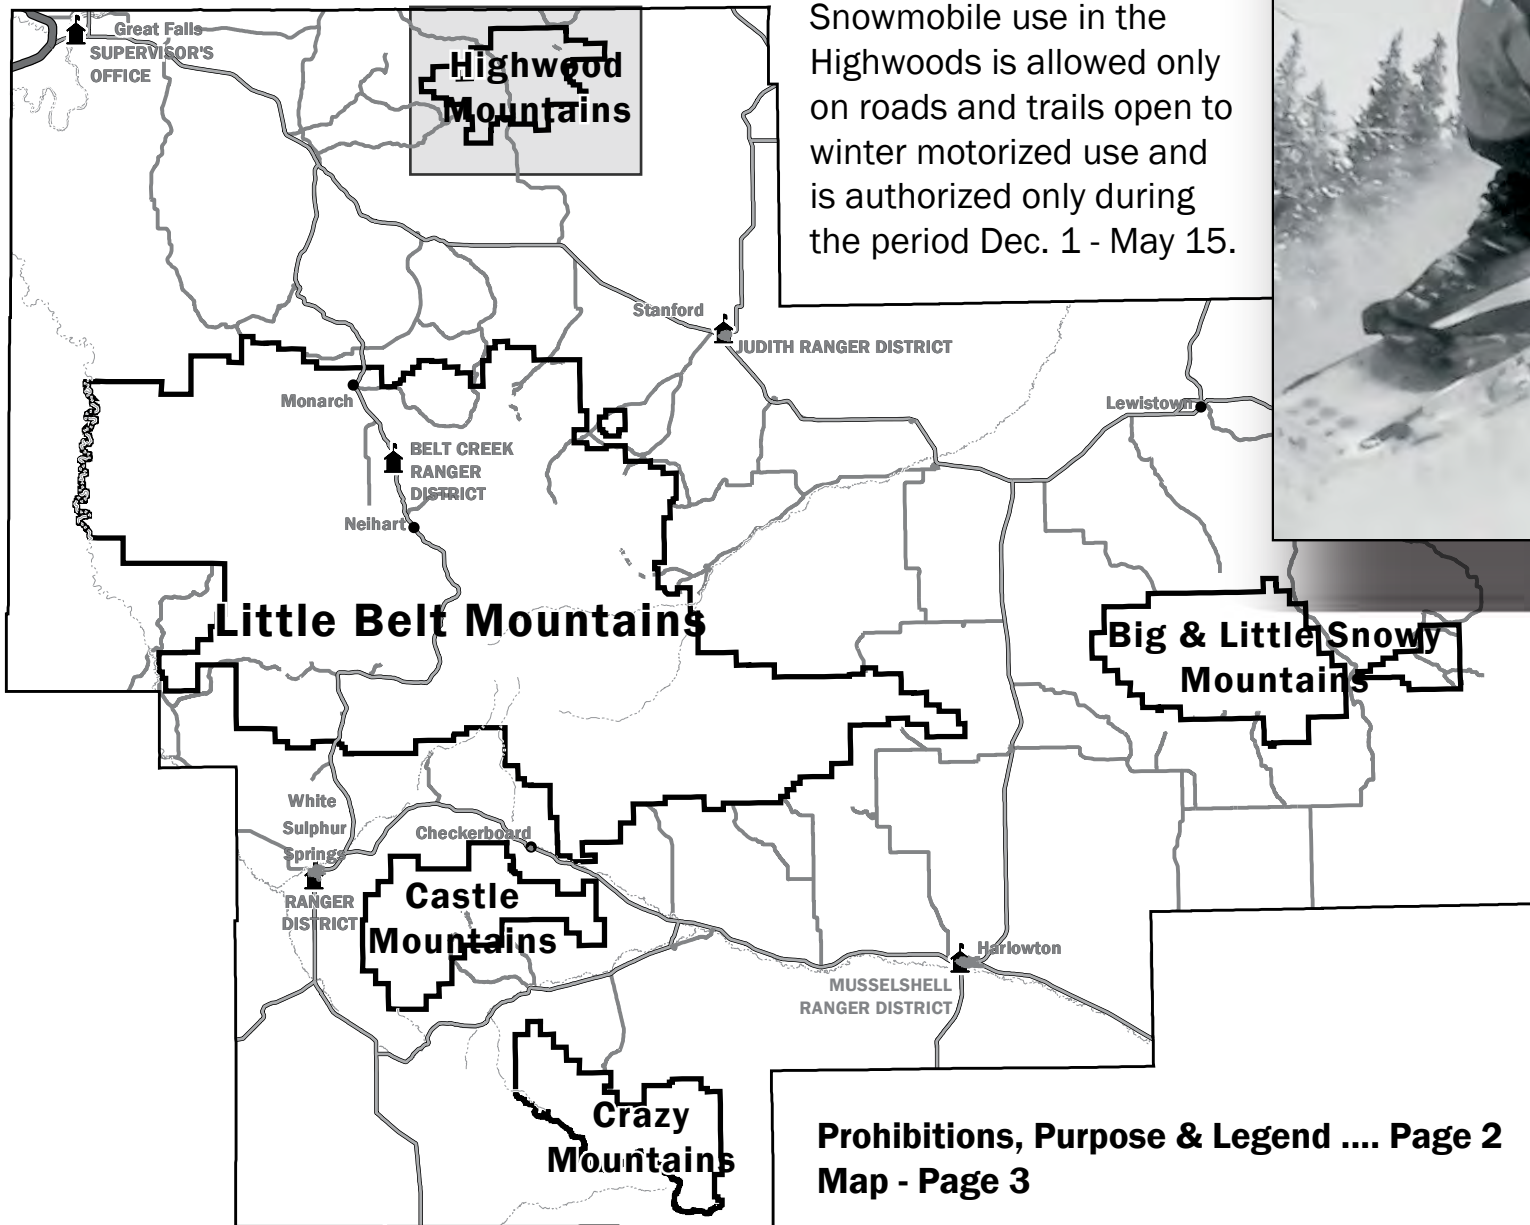 Great Falls
SUPERVISOR'S
OFFICE
Highwood
Mountains
Snowmobile use in the
Highwoods is allowed only
on roads and trails open to
winter motorized use and
is authorized only during
the period Dec. 1 - May 15.
Stanford
JUDITH RANGER DISTRICT
Monarch
Lewistown
BELT CREEK
RANGER
DISTRICT
Neihart
Little Belt Mountains
Big & Little Snowy
Mountains
White
Sulphur
Springs
RANGER
DISTRICT
Checkerboard
Castle
Mountains
Harlowton
MUSSELSHELL
RANGER DISTRICT
Crazy
Mountains
Prohibitions, Purpose & Legend .... Page 2
Map - Page 3